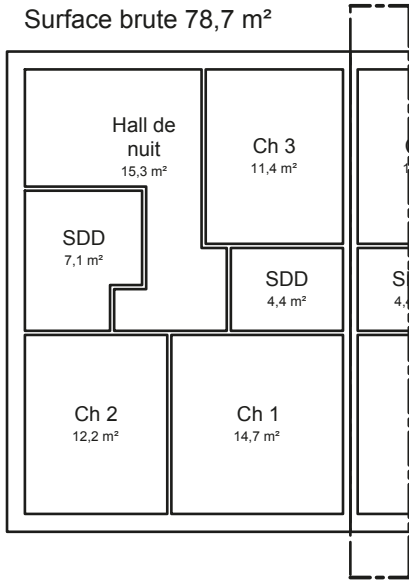 Surface brute 78,7 m²
Hall de
nuit
15,3 m²
Ch 3
11,4 m²
SDD
7,1 m²
SDD
4,4 m²
Ch 2
12,2 m²
Ch 1
14,7 m²